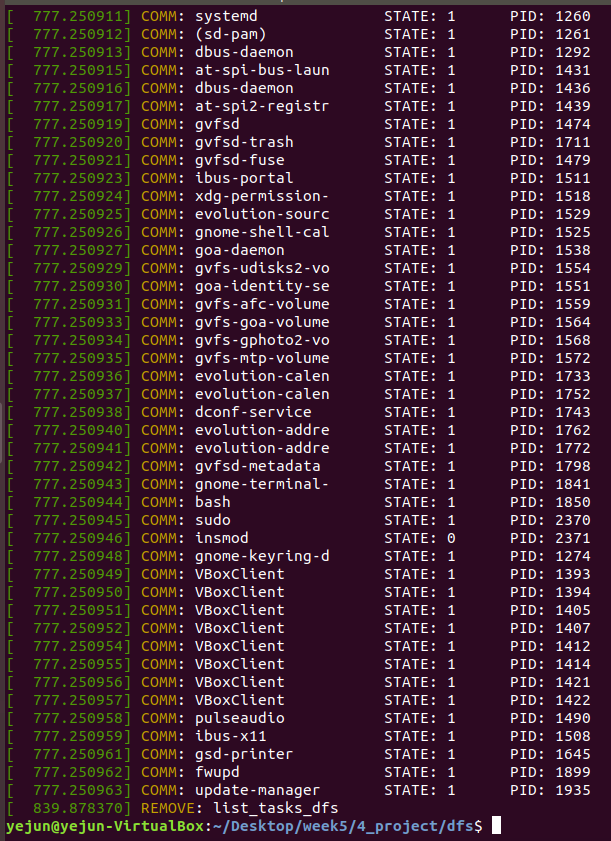 [  777.250911] COMM: systemd              STATE: 1      PID: 1260
[  777.250912] COMM: (sd-pam)             STATE: 1      PID: 1261
[  777.250913] COMM: dbus-daemon          STATE: 1      PID: 1292
[  777.250915] COMM: at-spi-bus-laun      STATE: 1      PID: 1431
[  777.250916] COMM: dbus-daemon          STATE: 1      PID: 1436
[  777.250917] COMM: at-spi2-registr      STATE: 1      PID: 1439
[  777.250919] COMM: gvfsd                STATE: 1      PID: 1474
[  777.250920] COMM: gvfsd-trash          STATE: 1      PID: 1711
[  777.250921] COMM: gvfsd-fuse           STATE: 1      PID: 1479
[  777.250923] COMM: ibus-portal          STATE: 1      PID: 1511
[  777.250924] COMM: xdg-permission-      STATE: 1      PID: 1518
[  777.250925] COMM: evolution-sourc      STATE: 1      PID: 1529
[  777.250926] COMM: gnome-shell-cal      STATE: 1      PID: 1525
[  777.250927] COMM: goa-daemon           STATE: 1      PID: 1538
[  777.250929] COMM: gvfs-udisks2-vo      STATE: 1      PID: 1554
[  777.250930] COMM: goa-identity-se      STATE: 1      PID: 1551
[  777.250931] COMM: gvfs-afc-volume      STATE: 1      PID: 1559
[  777.250933] COMM: gvfs-goa-volume      STATE: 1      PID: 1564
[  777.250934] COMM: gvfs-gphoto2-vo      STATE: 1      PID: 1568
[  777.250935] COMM: gvfs-mtp-volume      STATE: 1      PID: 1572
[  777.250936] COMM: evolution-calen      STATE: 1      PID: 1733
[  777.250937] COMM: evolution-calen      STATE: 1      PID: 1752
[  777.250938] COMM: dconf-service        STATE: 1      PID: 1743
[  777.250940] COMM: evolution-addre      STATE: 1      PID: 1762
[  777.250941] COMM: evolution-addre      STATE: 1      PID: 1772
[  777.250942] COMM: gvfsd-metadata       STATE: 1      PID: 1798
[  777.250943] COMM: gnome-terminal-      STATE: 1      PID: 1841
[  777.250944] COMM: bash                 STATE: 1      PID: 1850
[  777.250945] COMM: sudo                 STATE: 1      PID: 2370
[  777.250946] COMM: insmod               STATE: 0      PID: 2371
[  777.250948] COMM: gnome-keyring-d      STATE: 1      PID: 1274
[  777.250949] COMM: VBoxClient           STATE: 1      PID: 1393
[  777.250950] COMM: VBoxClient           STATE: 1      PID: 1394
[  777.250951] COMM: VBoxClient           STATE: 1      PID: 1405
[  777.250952] COMM: VBoxClient           STATE: 1      PID: 1407
[  777.250954] COMM: VBoxClient           STATE: 1      PID: 1412
[  777.250955] COMM: VBoxClient           STATE: 1      PID: 1414
[  777.250956] COMM: VBoxClient           STATE: 1      PID: 1421
[  777.250957] COMM: VBoxClient           STATE: 1      PID: 1422
[  777.250958] COMM: pulseaudio           STATE: 1      PID: 1490
[  777.250959] COMM: ibus-x11             STATE: 1      PID: 1508
[  777.250961] COMM: gsd-printer          STATE: 1      PID: 1645
[  777.250962] COMM: fwupd                STATE: 1      PID: 1899
[  777.250963] COMM: update-manager       STATE: 1      PID: 1935
[  839.878370] REMOVE: list_tasks_dfs
yejun@yejun-VirtualBox:~/Desktop/week5/4_project/dfs$